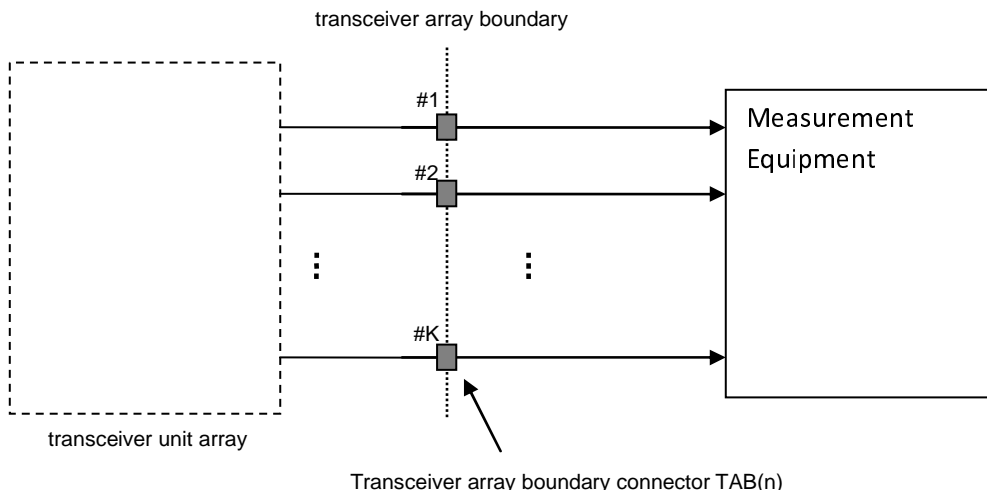 transceiver array boundary
#1
Measurement
Equipment
#2
#K
transceiver unit array
Transceiver array boundary connector TAB(n)